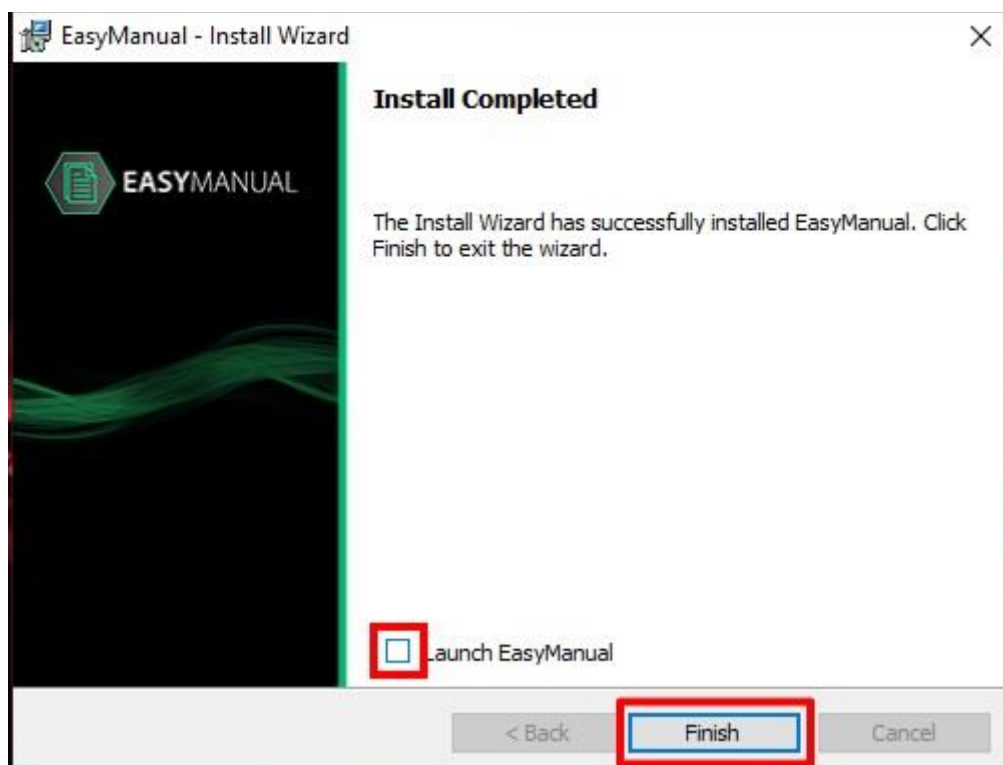 EasyManual - Install Wizard
Install Completed
EASYMANUAL
The Install Wizard has successfully installed EasyManual. Click
Finish to exit the wizard.
Launch EasyManual
< Back
Finish
Cancel